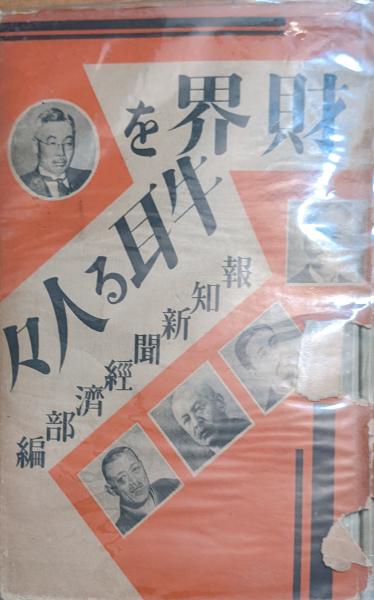 財界を
牛耳る人々
報知新聞經濟部編